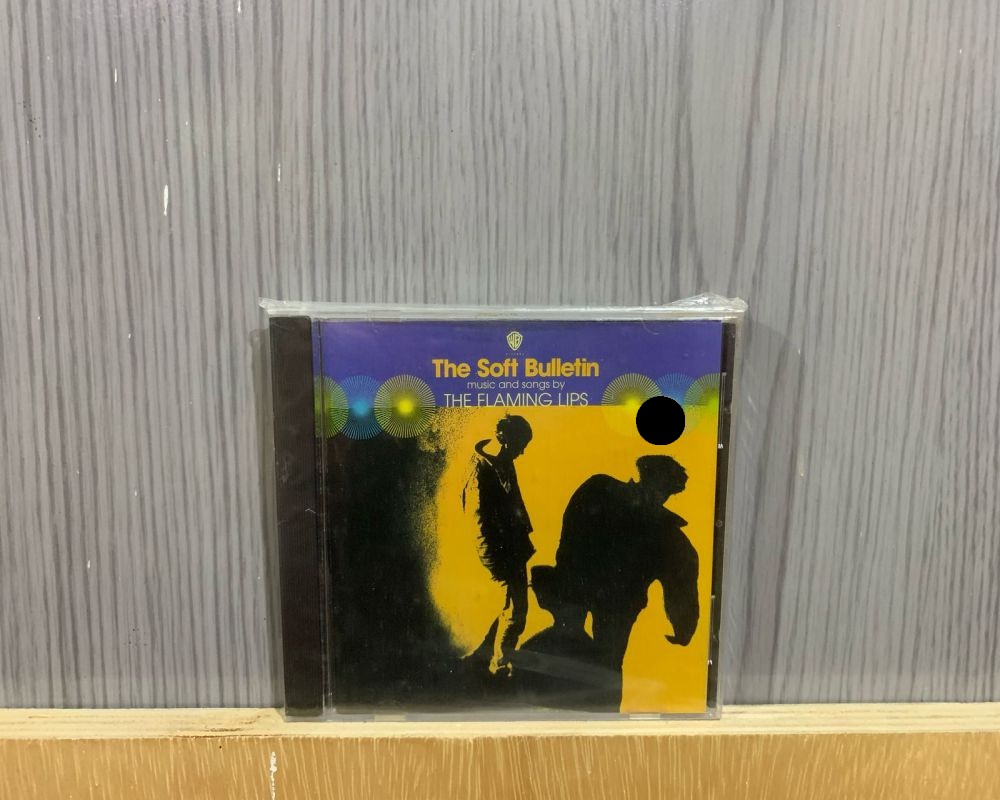 The Soft Bulletin
music and songs by
THE FLAMING LIPS